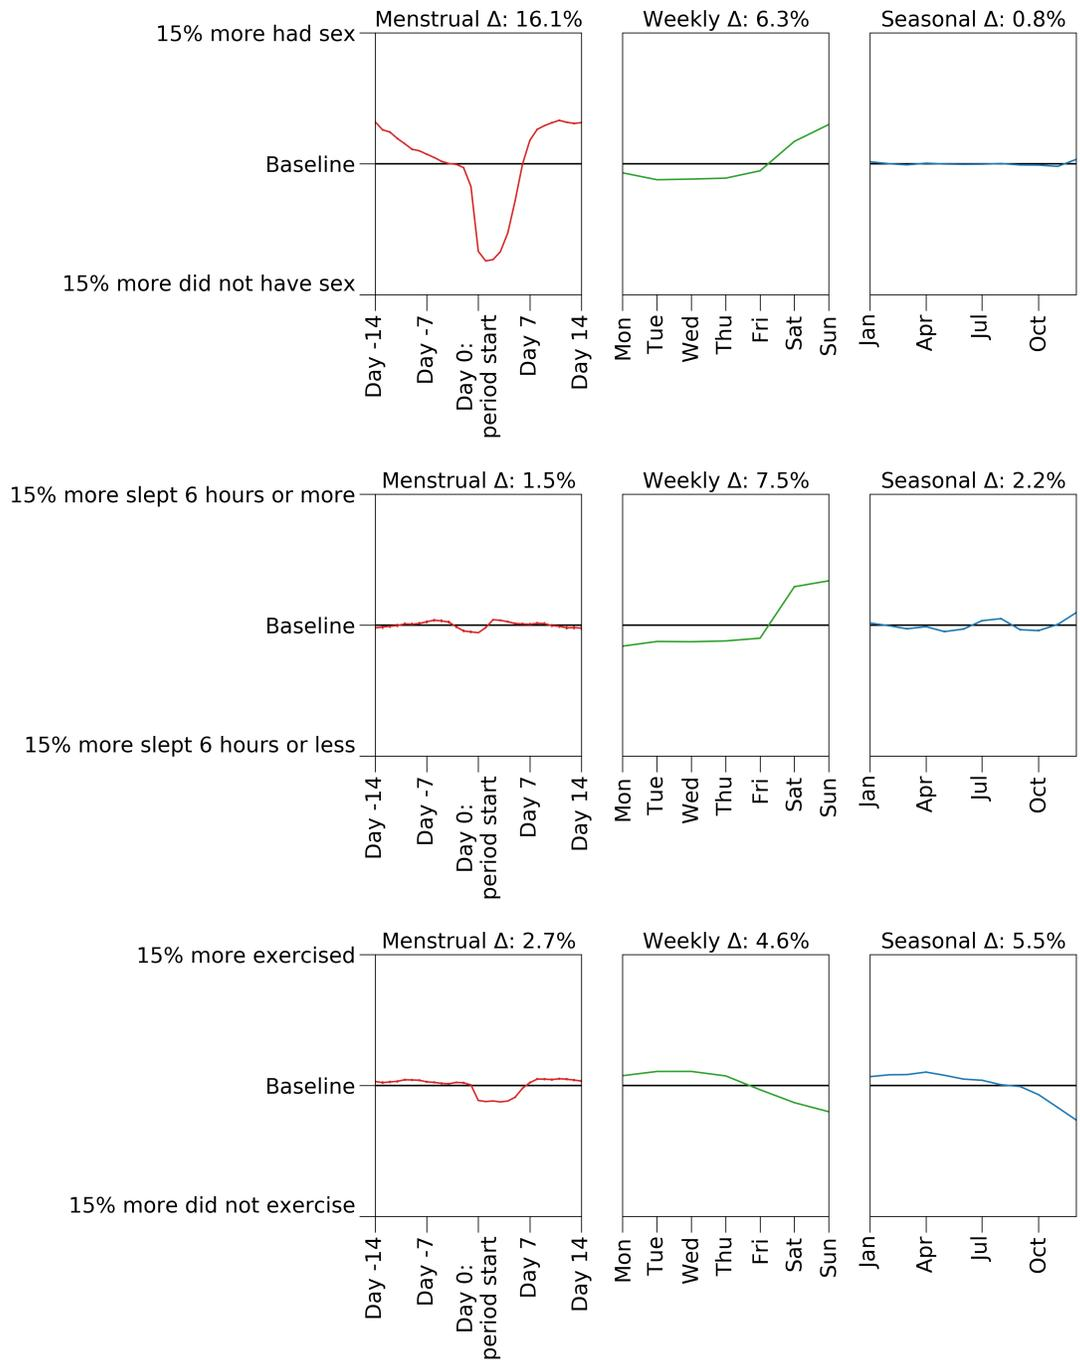 Menstrual Δ: 16.1%
Weekly Δ: 6.3%
Seasonal Δ: 0.8%
15% more had sex
Baseline
15% more did not have sex
Day -14
Day -7
Day 0:
period start
Day 7
Day 14
Mon
Tue
Wed
Thu
Fri
Sat
Sun
Jan
Apr
Jul
Oct
Menstrual Δ: 1.5%
Weekly Δ: 7.5%
Seasonal Δ: 2.2%
15% more slept 6 hours or more
Baseline
15% more slept 6 hours or less
Day -14
Day -7
Day 0:
period start
Day 7
Day 14
Mon
Tue
Wed
Thu
Fri
Sat
Sun
Jan
Apr
Jul
Oct
Menstrual Δ: 2.7%
Weekly Δ: 4.6%
Seasonal Δ: 5.5%
15% more exercised
Baseline
15% more did not exercise
Day -14
Day -7
Day 0:
period start
Day 7
Day 14
Mon
Tue
Wed
Thu
Fri
Sat
Sun
Jan
Apr
Jul
Oct